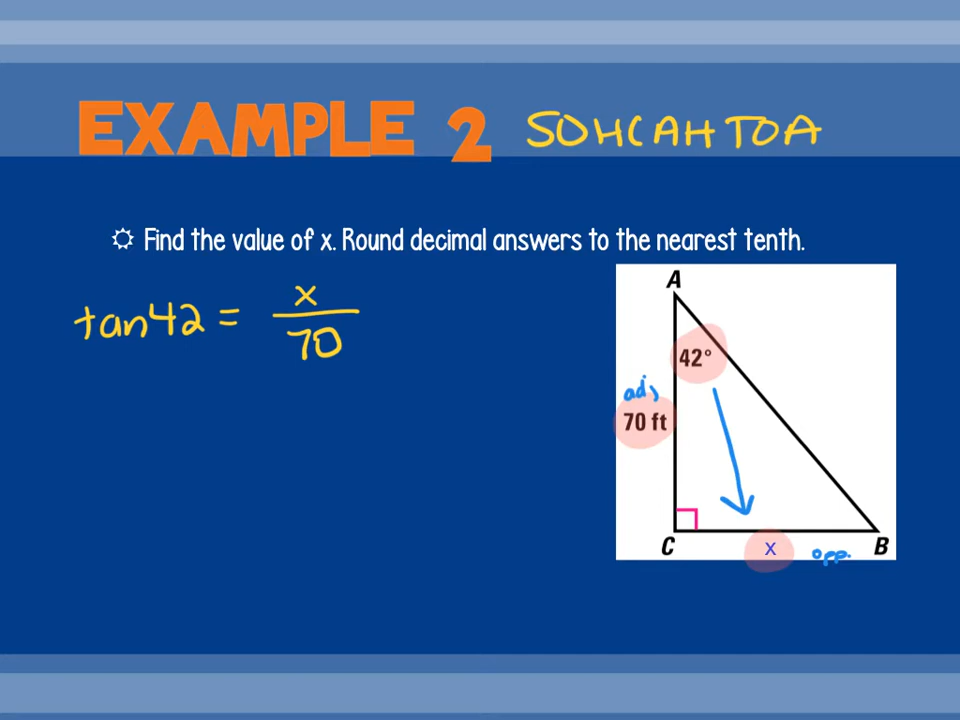 EXAMPLE 2 SOHCAHTOA
Find the value of x. Round decimal answers to the nearest tenth.
tan42 = x
70
A
42°
adj
70 ft
C
x
opp.
B